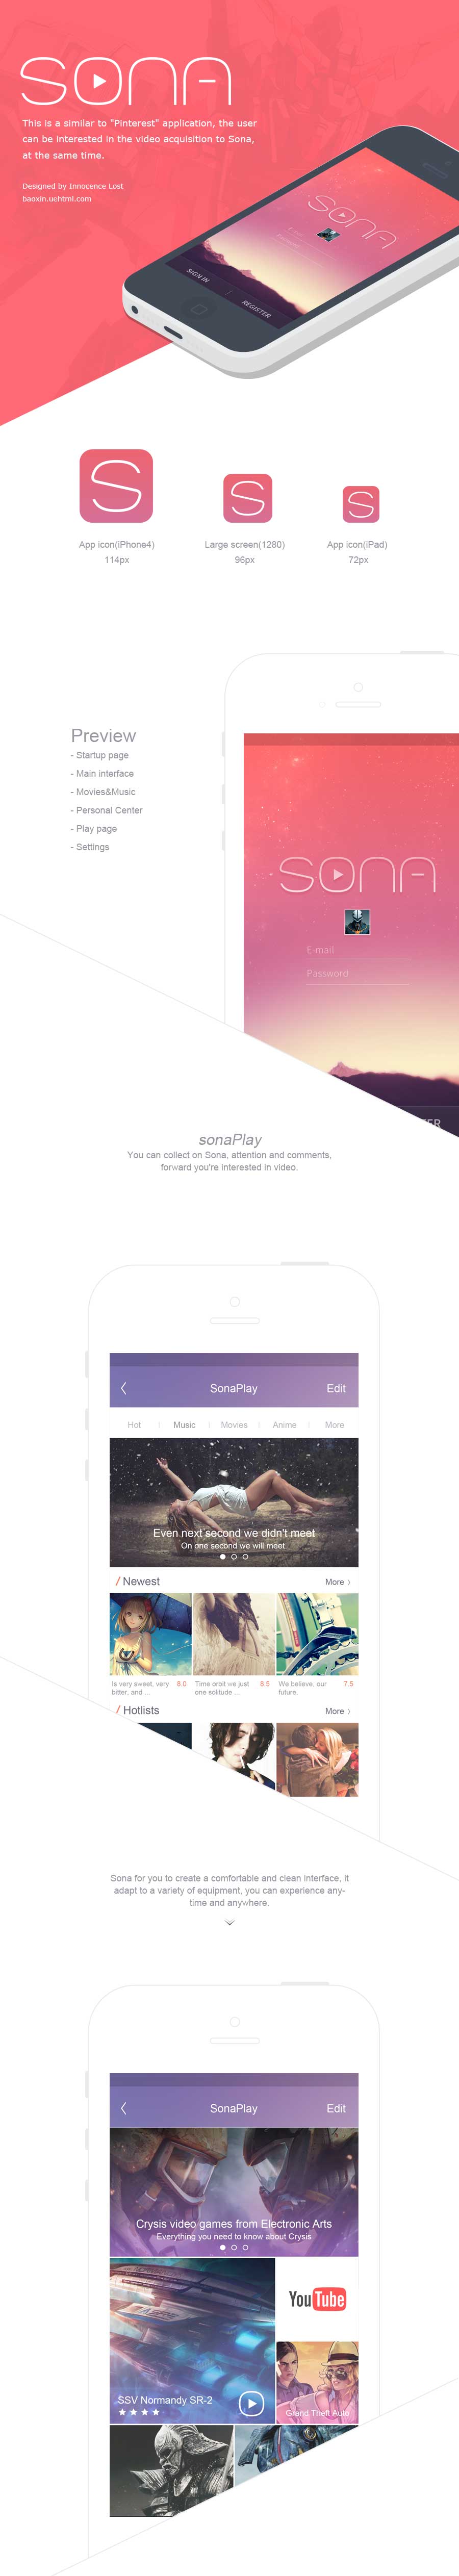 SONA
This is a similar to "Pinterest" application, the user
can be interested in the video acquisition to Sona,
at the same time.
Designed by Innocence Lost
baoxin.uehtml.com
SONA
SIGN IN
REGISTER
S
S
S
App icon(iPhone4)
114px
Large screen(1280)
96px
App icon(iPad)
72px
Preview
- Startup page
- Main interface
- Movies&Music
- Personal Center
- Play page
- Settings
SONA
E-mail
Password
sonaPlay
You can collect on Sona, attention and comments,
forward you're interested in video.
SonaPlay
Edit
Hot
Music
Movies
Anime
More
Even next second we didn't meet
On one second we will meet
/ Newest
More
Is very sweet, very
bitter, and ...
8.0
Time orbit we just
one solitude ...
8.5
We believe, our
future.
7.5
/ Hotlists
More
Sona for you to create a comfortable and clean interface, it
adapt to a variety of equipment, you can experience any-
time and anywhere.
SonaPlay
Edit
Crysis video games from Electronic Arts
Everything you need to know about Crysis
YouTube
SSV Normandy SR-2
Grand Theft Auto